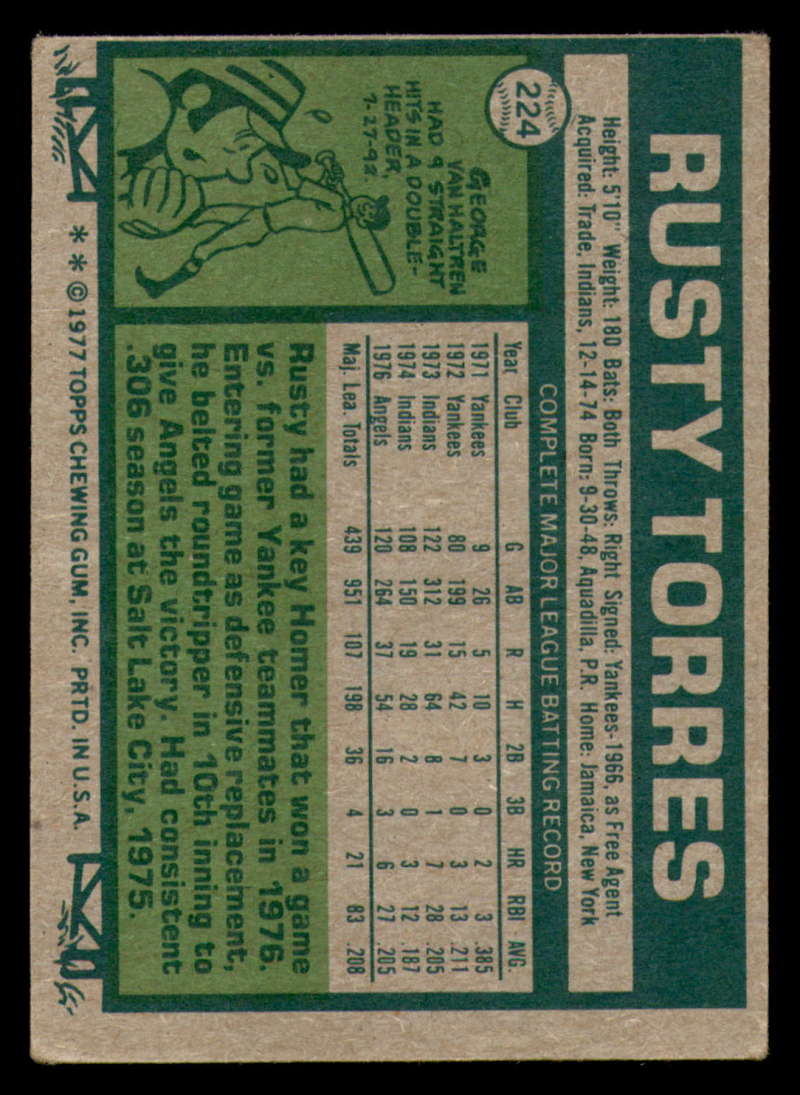 224
RUSTY TORRES
Height: 5'10" Weight: 180 Bats: Both Throws: Right Signed: Yankees-1966, as Free Agent
Acquired: Trade, Indians, 12-14-74 Born: 9-30-48, Aquadilla, P.R. Home: Jamaica, New York
COMPLETE MAJOR LEAGUE BATTING RECORD
Year Club G AB R H 2B 3B HR RBI AVG.
1971 Yankees 9 26 5 10 3 0 2 3 .385
1972 Yankees 80 199 15 42 7 0 3 13 .211
1973 Indians 122 312 31 64 8 1 7 28 .205
1974 Indians 108 150 19 28 2 0 3 12 .187
1976 Angels 120 264 37 54 16 3 6 27 .205
Maj. Lea. Totals 439 951 107 198 36 4 21 83 .208
GEORGE
VAN HALTREN
HAD 9 STRAIGHT
HITS IN A DOUBLE-
HEADER,
7-27-92.
Rusty had a key Homer that won a game
vs. former Yankee teammates in 1976.
Entering game as defensive replacement,
he belted roundtripper in 10th inning to
give Angels the victory. Had consistent
.306 season at Salt Lake City, 1975.
**©1977 TOPPS CHEWING GUM, INC. PRTD. IN U.S.A.